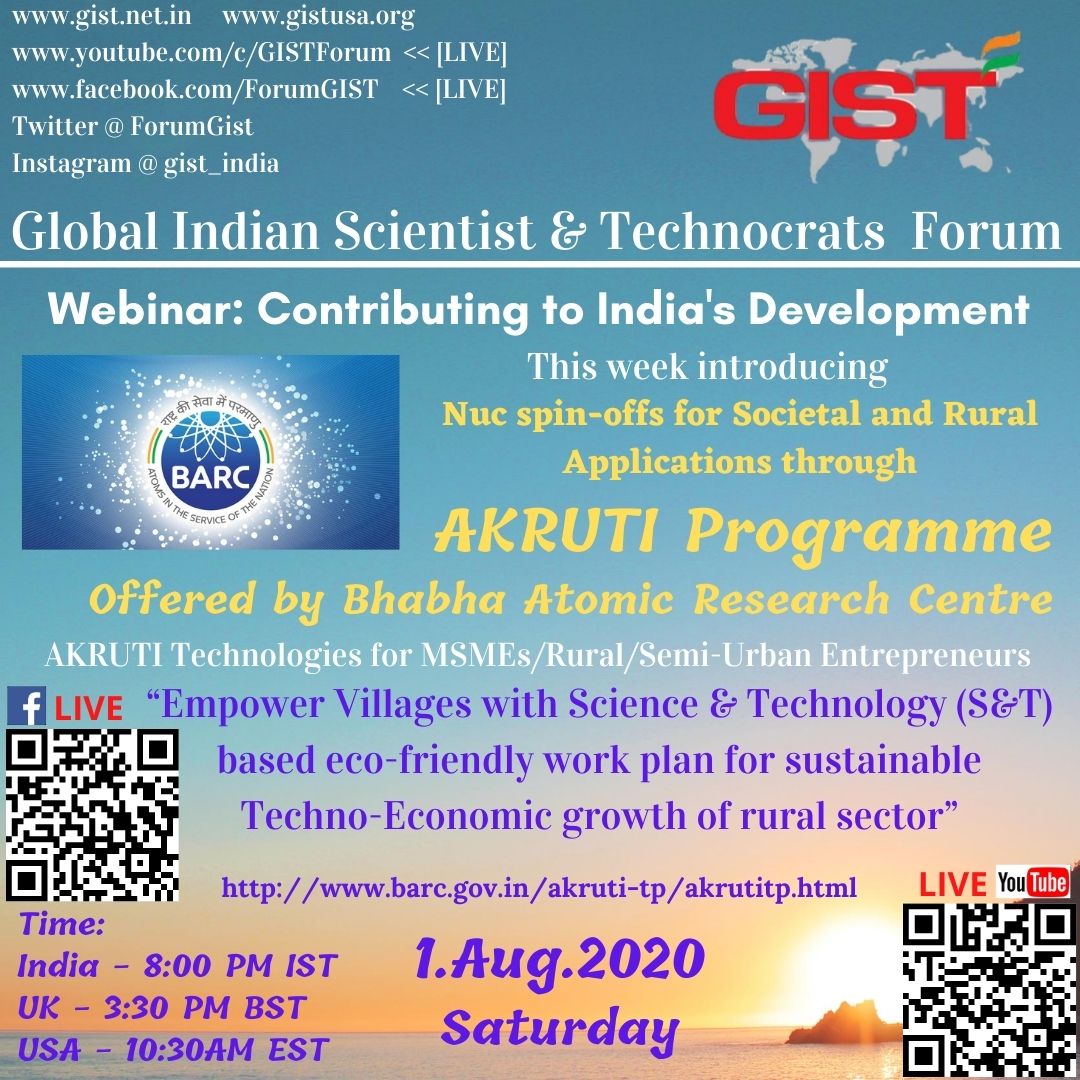 www.gist.net.in www.gistusa.org
www.youtube.com/c/GISTForum << [LIVE]
www.facebook.com/ForumGIST << [LIVE]
Twitter @ ForumGist
Instagram @ gist_india
GIST
Global Indian Scientist & Technocrats Forum
Webinar: Contributing to India's Development
This week introducing
Nuc spin-offs for Societal and Rural
Applications through
राष्ट्र की सेवा में परमाणु
BARC
ATOMS IN THE SERVICE OF THE NATION
AKRUTI Programme
Offered by Bhabha Atomic Research Centre
AKRUTI Technologies for MSMEs/Rural/Semi-Urban Entrepreneurs
f LIVE “Empower Villages with Science & Technology (S&T)
based eco-friendly work plan for sustainable
Techno-Economic growth of rural sector”
http://www.barc.gov.in/akruti-tp/akrutitp.html
LIVE YouTube
Time:
India - 8:00 PM IST
UK - 3:30 PM BST
USA - 10:30AM EST
1.Aug.2020
Saturday